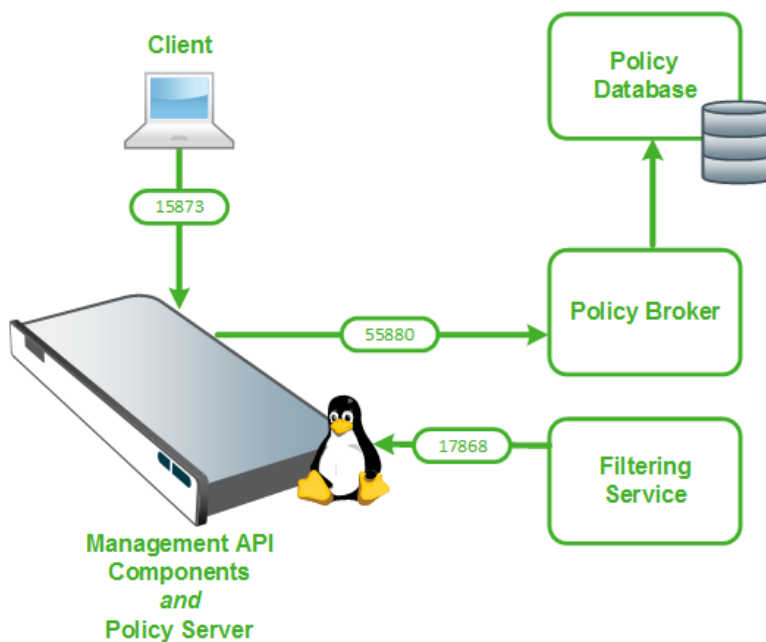 Client
Policy
Database
15873
Policy Broker
55880
17868
Filtering
Service
Management API
Components
and
Policy Server